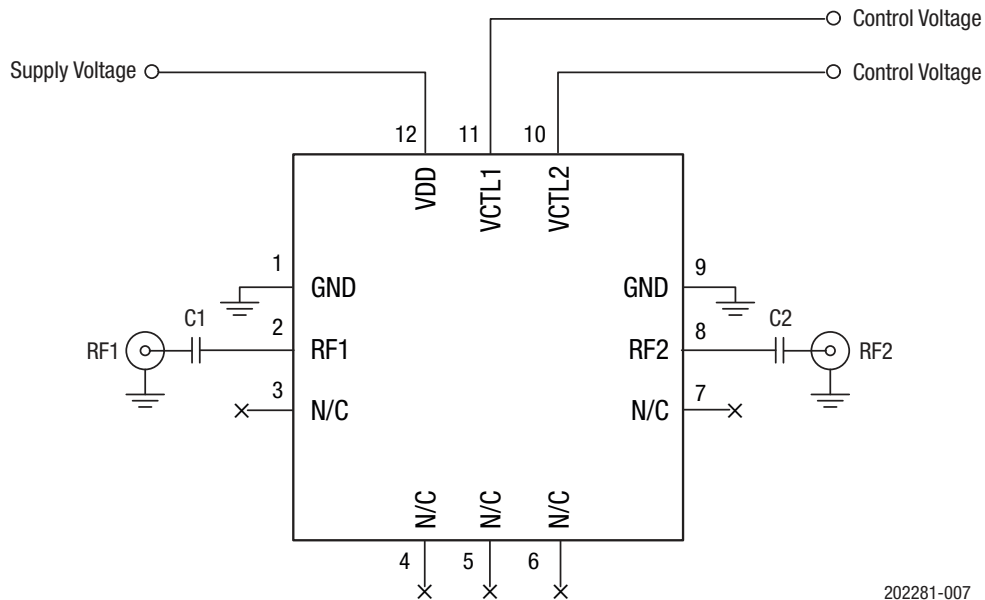 Control Voltage
Supply Voltage
Control Voltage
12
11
10
VDD
VCTL1
VCTL2
1
GND
GND
9
C1
2
RF1
RF1
RF2
8
C2
RF2
3
N/C
N/C
7
N/C
N/C
N/C
4
5
6
202281-007